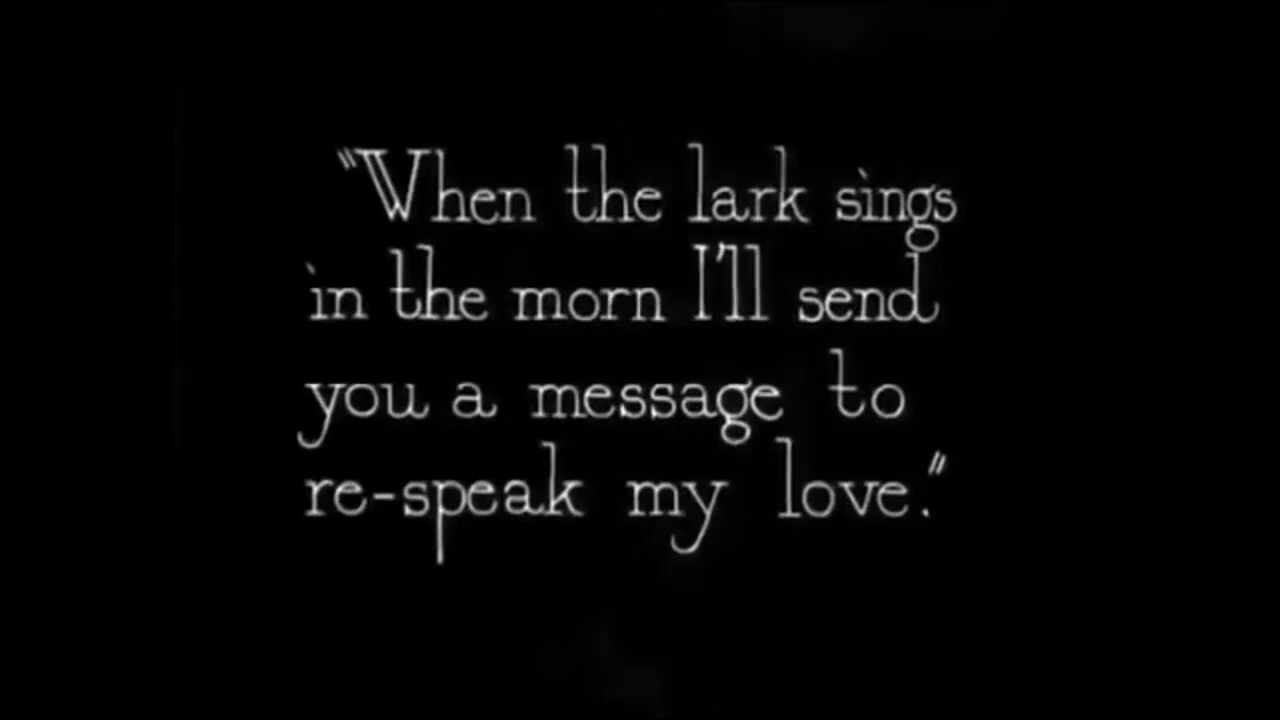 "When the lark sings
in the morn I'll send
you a message to
re-speak my love."